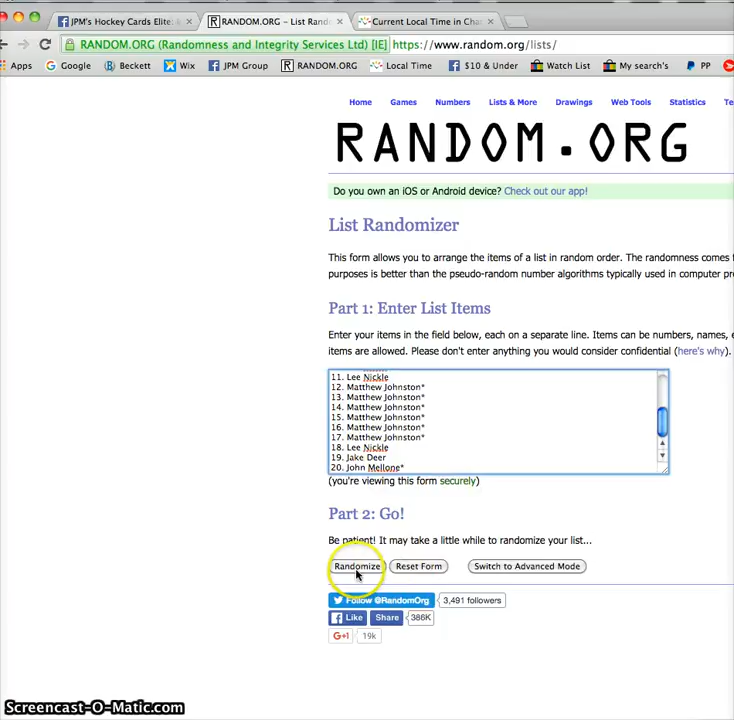 JPM's Hockey Cards Elite:
RANDOM.ORG - List Rand
Current Local Time in Cha
RANDOM.ORG (Randomness and Integrity Services Ltd) [IE] https://www.random.org/lists/
Apps Google Beckett Wix JPM Group RANDOM.ORG Local Time $10 & Under Watch List My search's PP
Home Games Numbers Lists & More Drawings Web Tools Statistics Te
RANDOM.ORG
Do you own an iOS or Android device? Check out our app!
List Randomizer
This form allows you to arrange the items of a list in random order. The randomness comes f
purposes is better than the pseudo-random number algorithms typically used in computer pro
Part 1: Enter List Items
Enter your items in the field below, each on a separate line. Items can be numbers, names, e
items are allowed. Please don't enter anything you would consider confidential (here's why).
11. Lee Nickle
12. Matthew Johnston*
13. Matthew Johnston*
14. Matthew Johnston*
15. Matthew Johnston*
16. Matthew Johnston*
17. Matthew Johnston*
18. Lee Nickle
19. Jake Deer
20. John Mellone*
(you're viewing this form securely)
Part 2: Go!
Be patient! It may take a little while to randomize your list...
Randomize Reset Form Switch to Advanced Mode
Follow @RandomOrg 3,491 followers
Like Share 386K
G+1 19k
Screencast-O-Matic.com